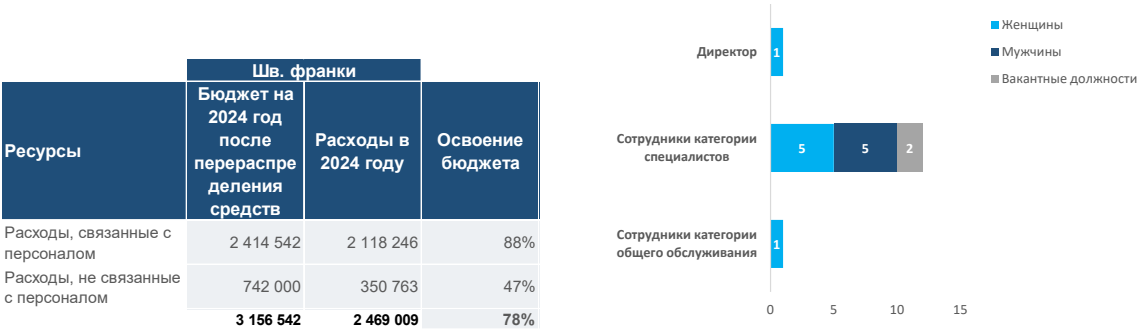 Шв. франки
Ресурсы
Бюджет на
2024 год
после
перераспре
деления
средств
Расходы в
2024 году
Освоение
бюджета
Расходы, связанные с
персоналом
2 414 542
2 118 246
88%
Расходы, не связанные
с персоналом
742 000
350 763
47%
3 156 542
2 469 009
78%
Женщины
Мужчины
Вакантные должности
Директор
1
Сотрудники категории
специалистов
5
5
2
Сотрудники категории
общего обслуживания
1
0
5
10
15